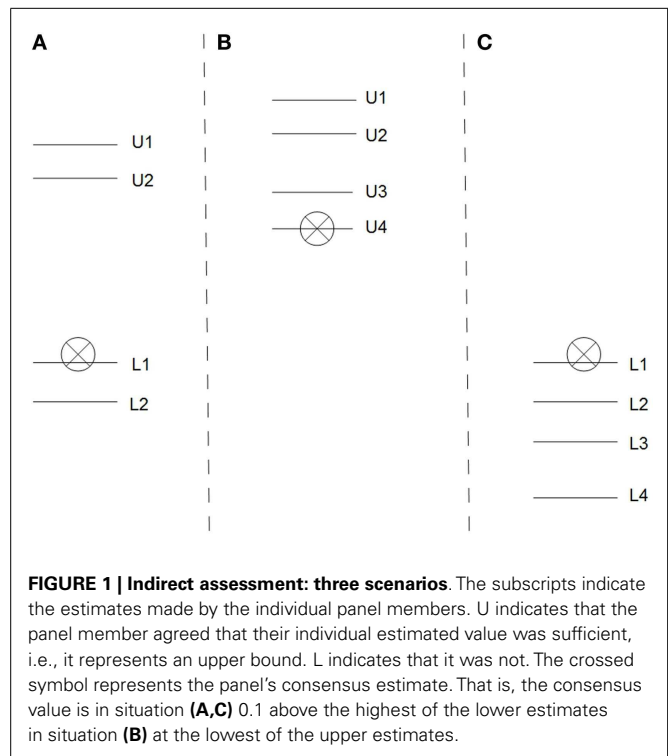 A
B
C
U1
U2
L1
L2
U1
U2
U3
U4
L1
L2
L3
L4
FIGURE 1 | Indirect assessment: three scenarios. The subscripts indicate
the estimates made by the individual panel members. U indicates that the
panel member agreed that their individual estimated value was sufficient,
i.e., it represents an upper bound. L indicates that it was not. The crossed
symbol represents the panel's consensus estimate. That is, the consensus
value is in situation (A,C) 0.1 above the highest of the lower estimates
in situation (B) at the lowest of the upper estimates.